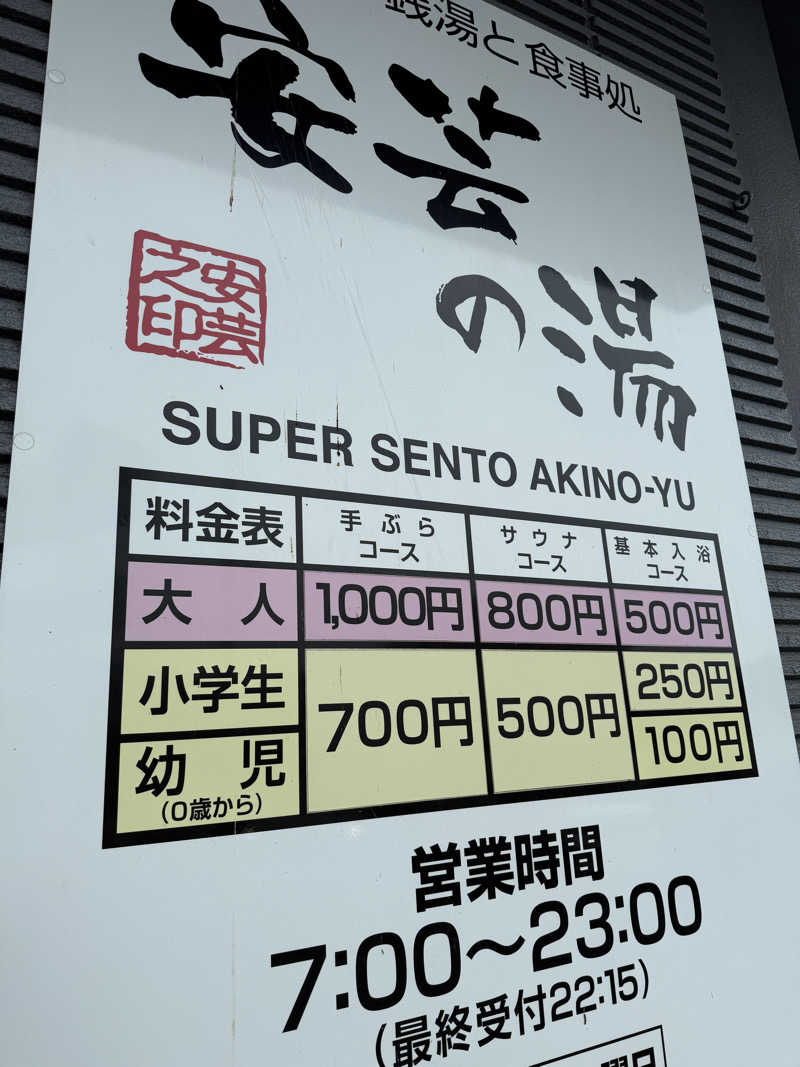 銭湯と食事処
安芸
の湯
安芸
之印
SUPER SENTO AKINO-YU
料金表 手ぶらコース サウナコース 基本入浴コース
大人 1,000円 800円 500円
小学生 700円 500円 250円
幼児 100円
(0歳から)
営業時間
7:00～23:00
(最終受付22:15)
曜日